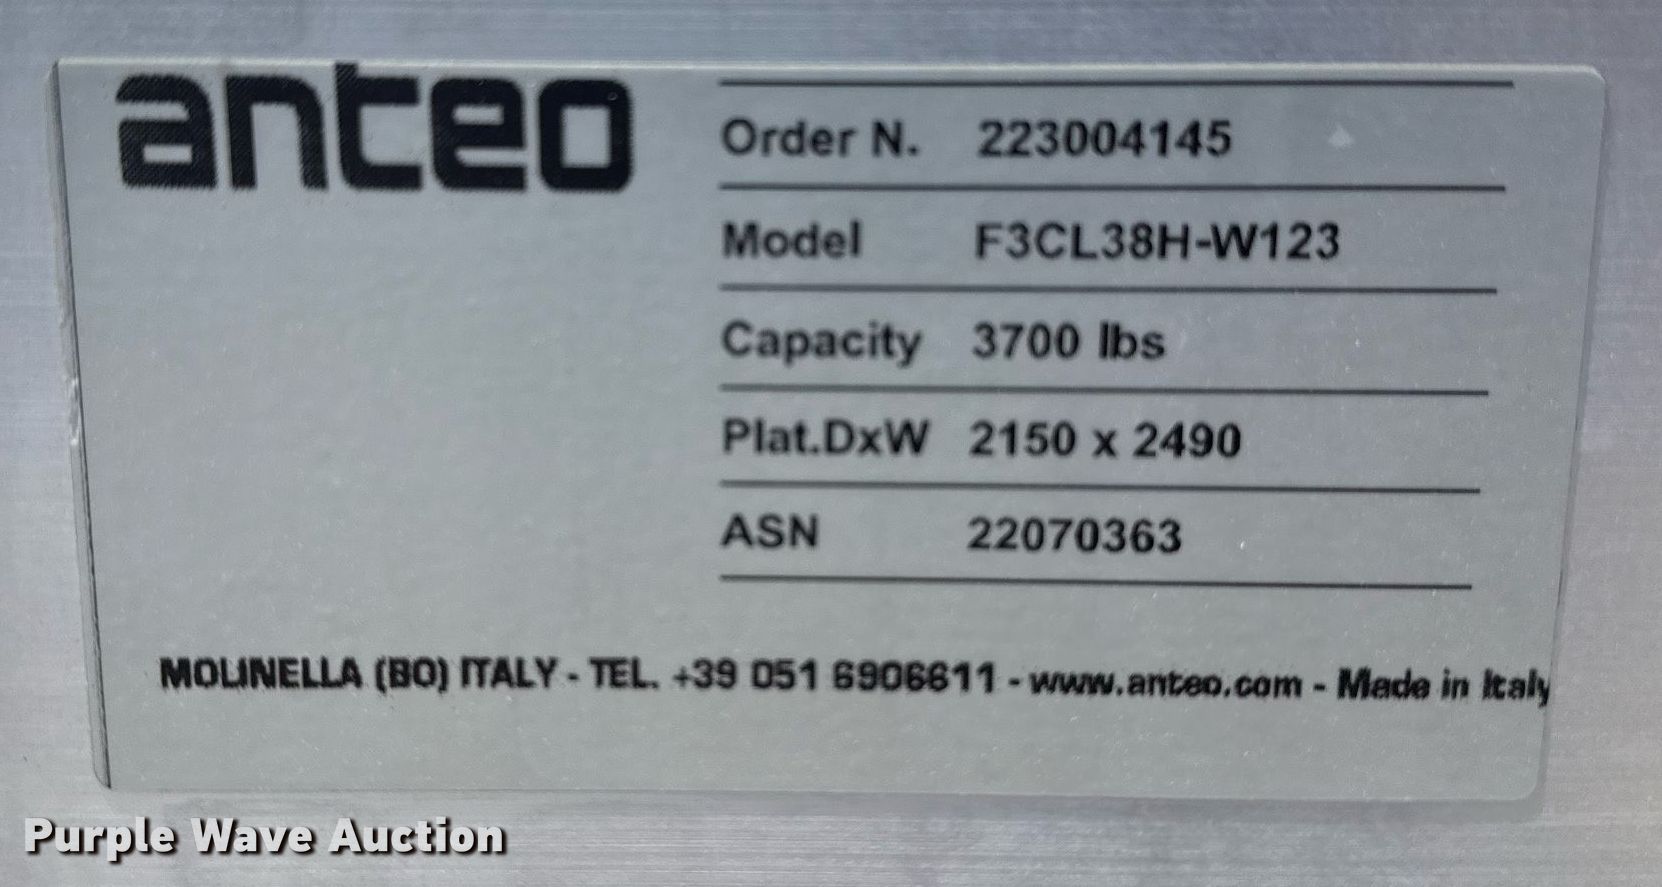 anteo
Order N. 223004145
Model F3CL38H-W123
Capacity 3700 lbs
Plat.DxW 2150 x 2490
ASN 22070363
MOLINELLA (BO) ITALY - TEL. +39 051 6906611 - www.anteo.com - Made in Italy
Purple Wave Auction